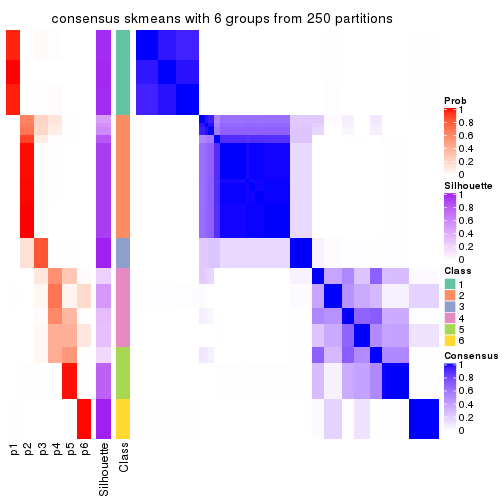 consensus skmeans with 6 groups from 250 partitions
Prob
1
0.8
0.6
0.4
0.2
0
Silhouette
1
0.8
0.6
0.4
0.2
0
Class
1
2
3
4
5
6
Consensus
1
0.8
0.6
0.4
0.2
0
p1
p2
p3
p4
p5
p6
Silhouette
Class